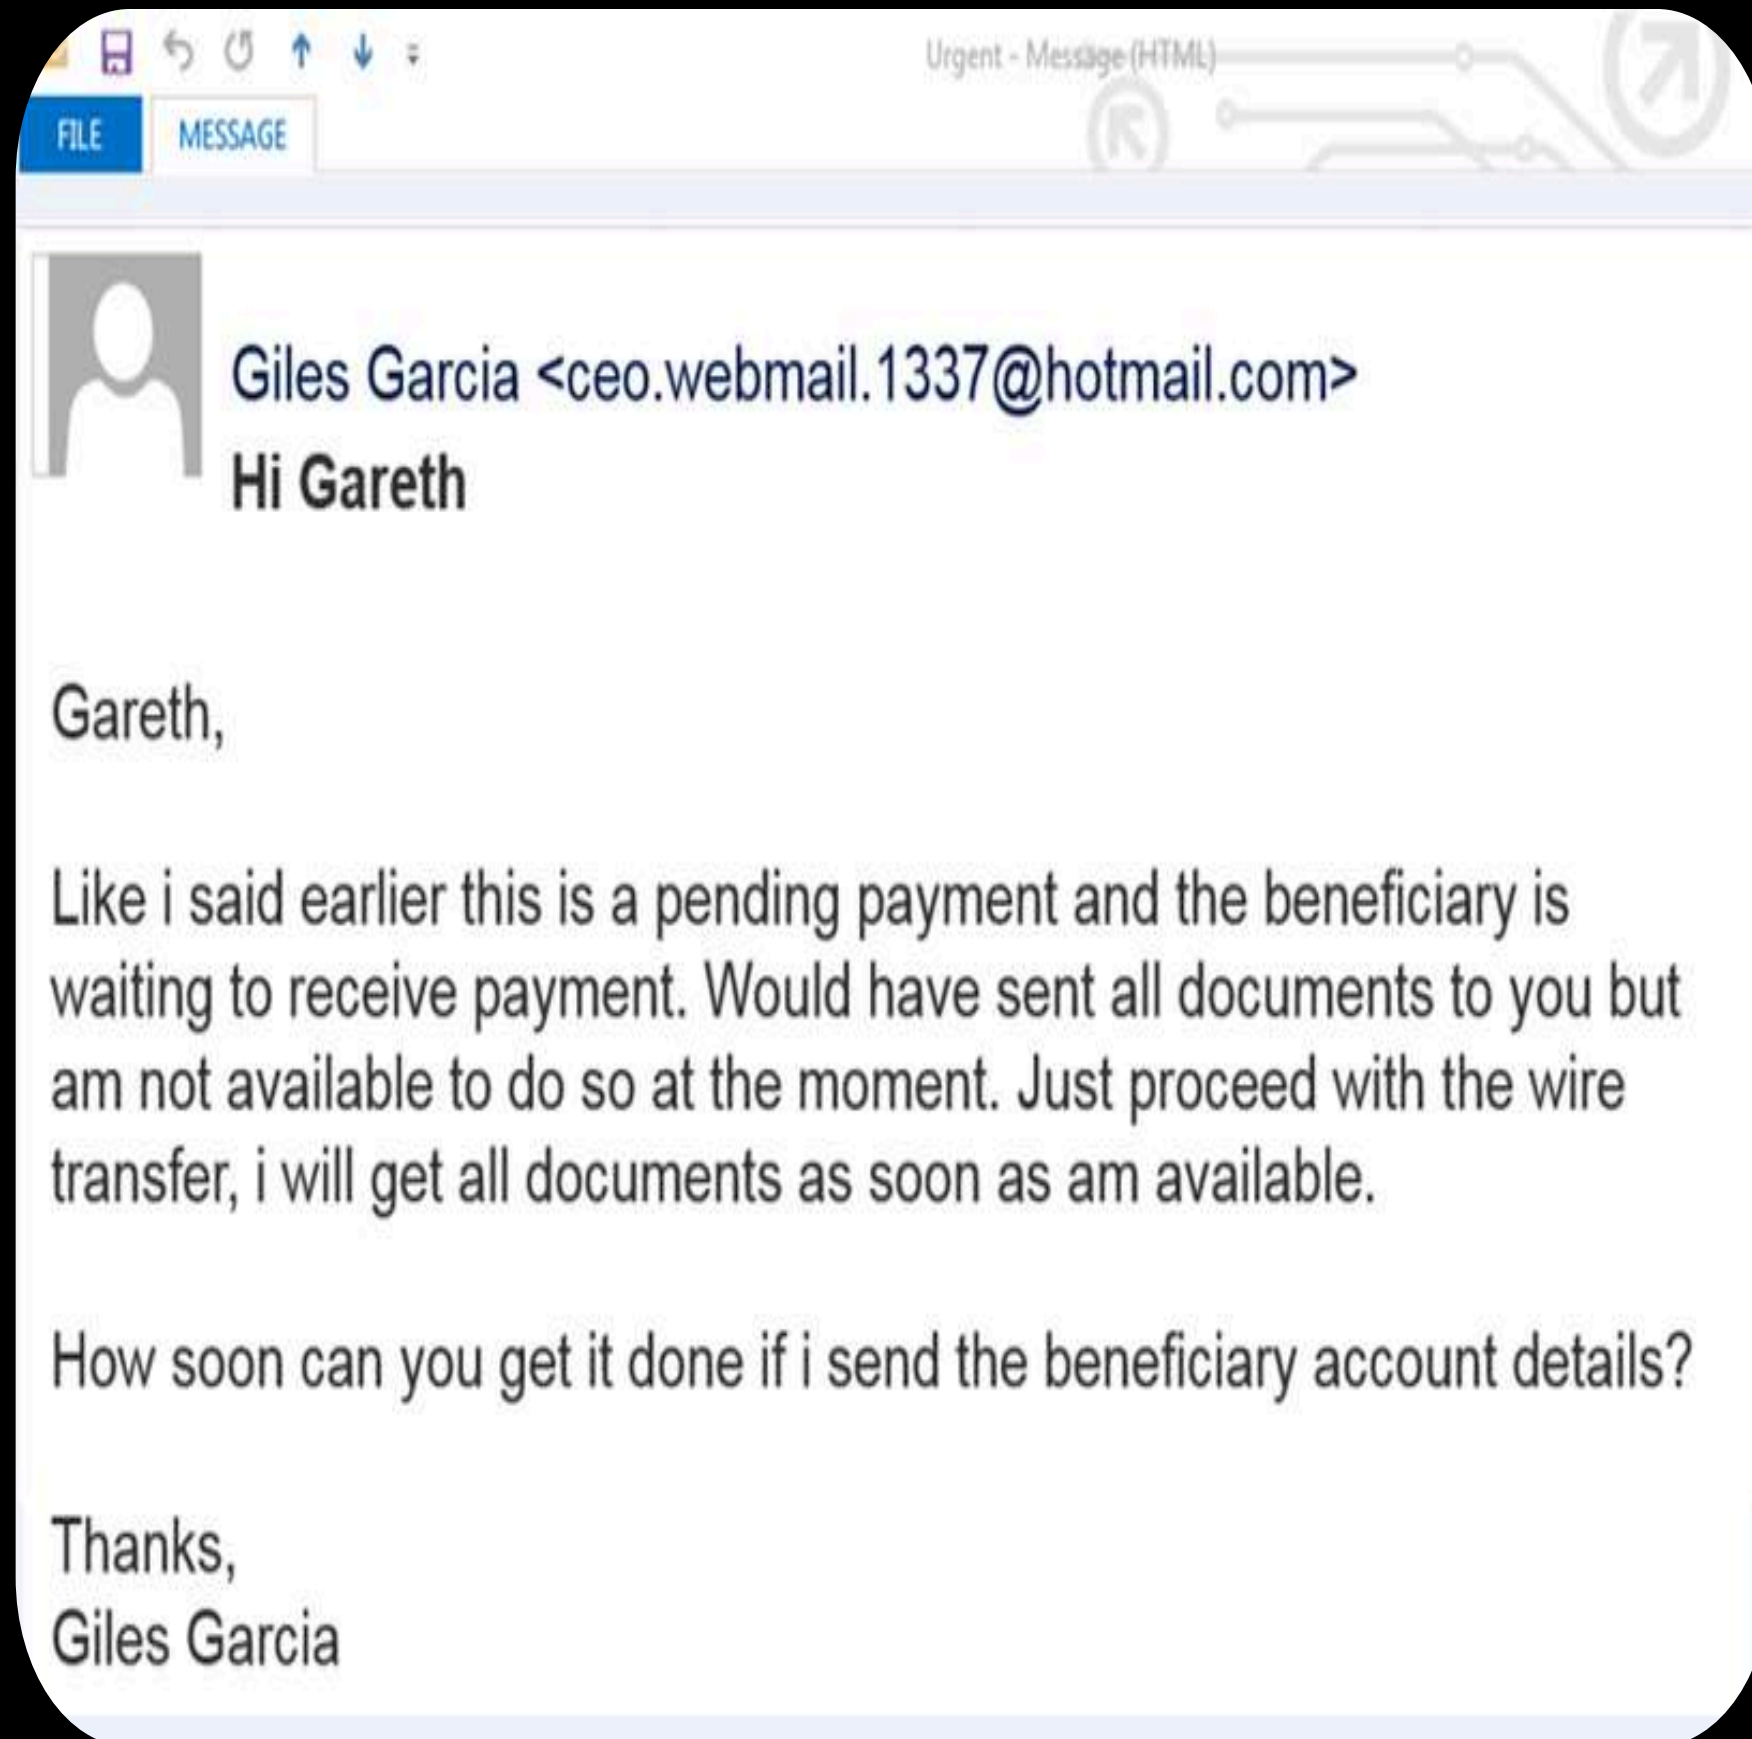 Urgent - Message (HTML)
FILE MESSAGE
Giles Garcia <ceo.webmail.1337@hotmail.com>
Hi Gareth
Gareth,
Like i said earlier this is a pending payment and the beneficiary is
waiting to receive payment. Would have sent all documents to you but
am not available to do so at the moment. Just proceed with the wire
transfer, i will get all documents as soon as am available.
How soon can you get it done if i send the beneficiary account details?
Thanks,
Giles Garcia